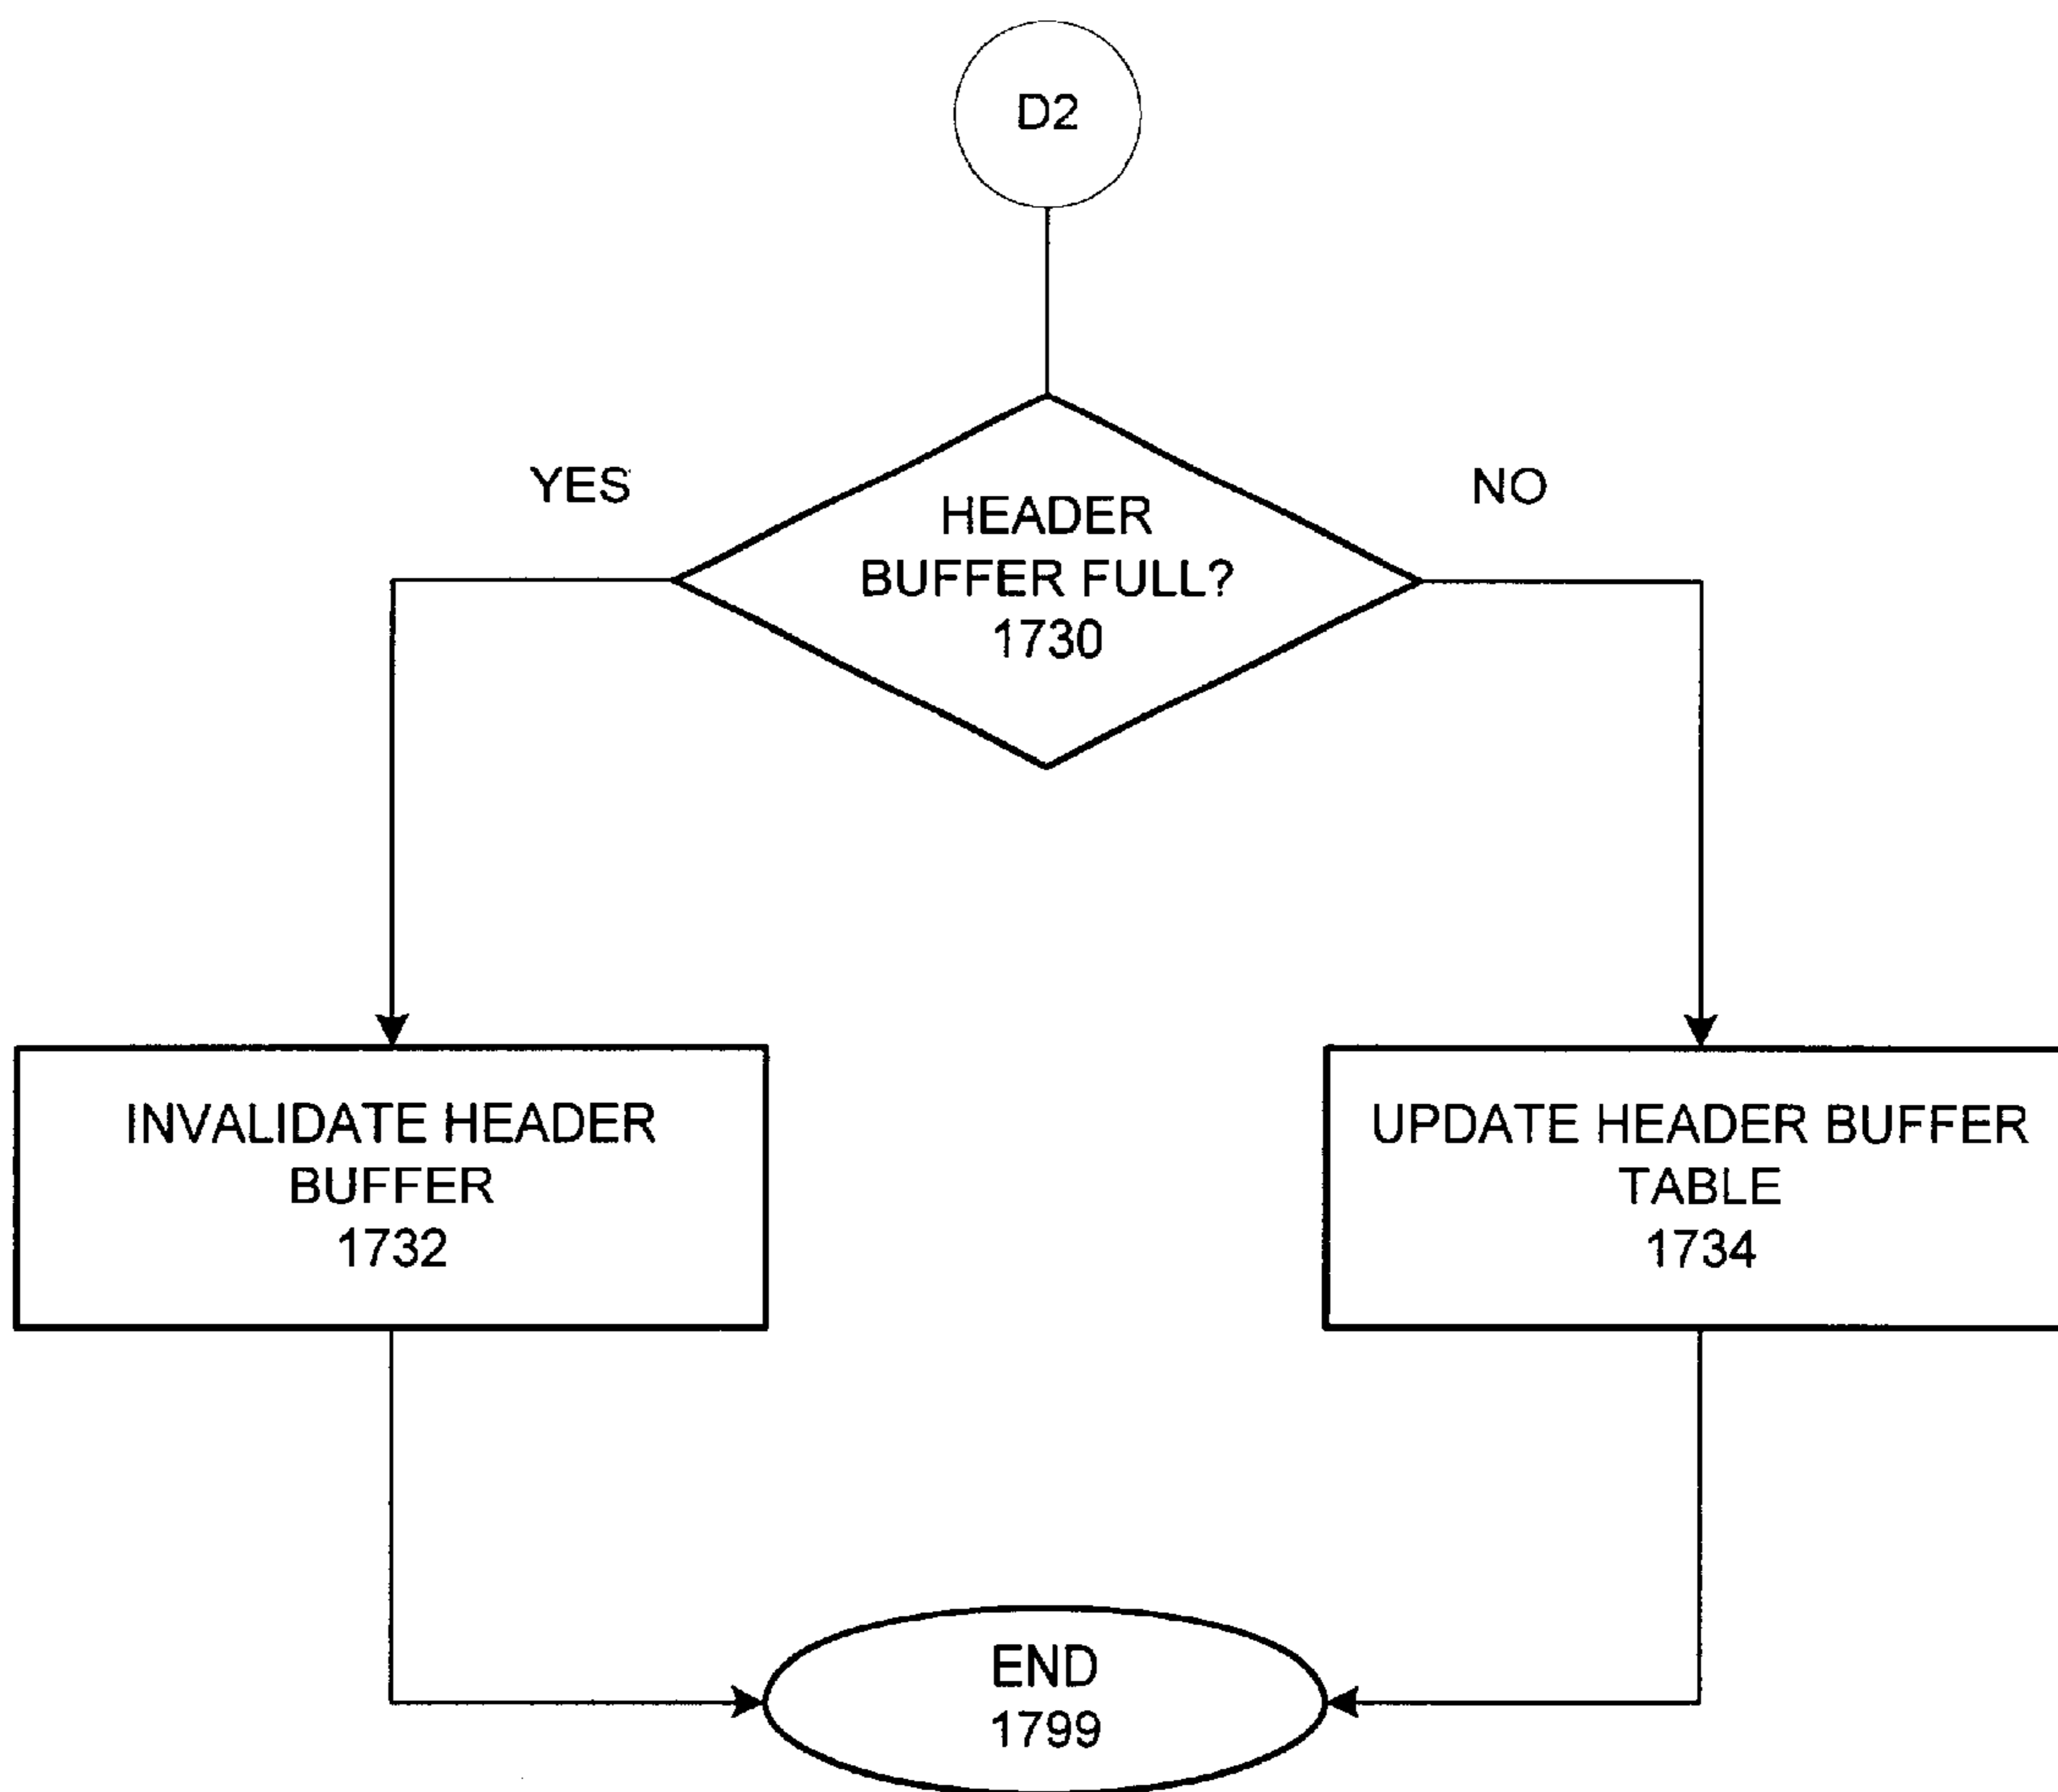 D2
YES
NO
HEADER
BUFFER FULL?
1730
INVALIDATE HEADER
BUFFER
1732
UPDATE HEADER BUFFER
TABLE
1734
END
1799